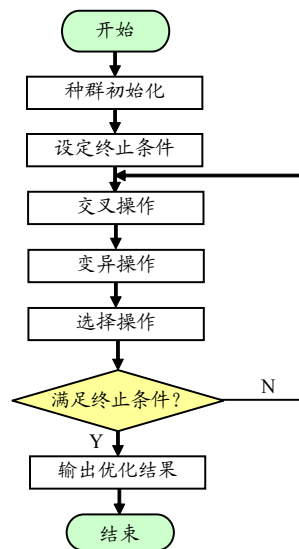 开始
种群初始化
设定终止条件
交叉操作
变异操作
选择操作
满足终止条件?
N
Y
输出优化结果
结束